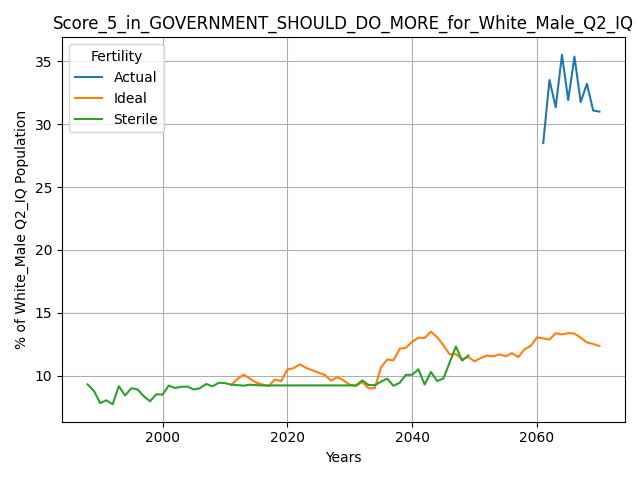 Score_5_in_GOVERNMENT_SHOULD_DO_MORE_for_White_Male_Q2_IQ
Fertility
Actual
Ideal
Sterile
% of White_Male Q2_IQ Population
35
30
25
20
15
10
2000
2020
2040
2060
Years